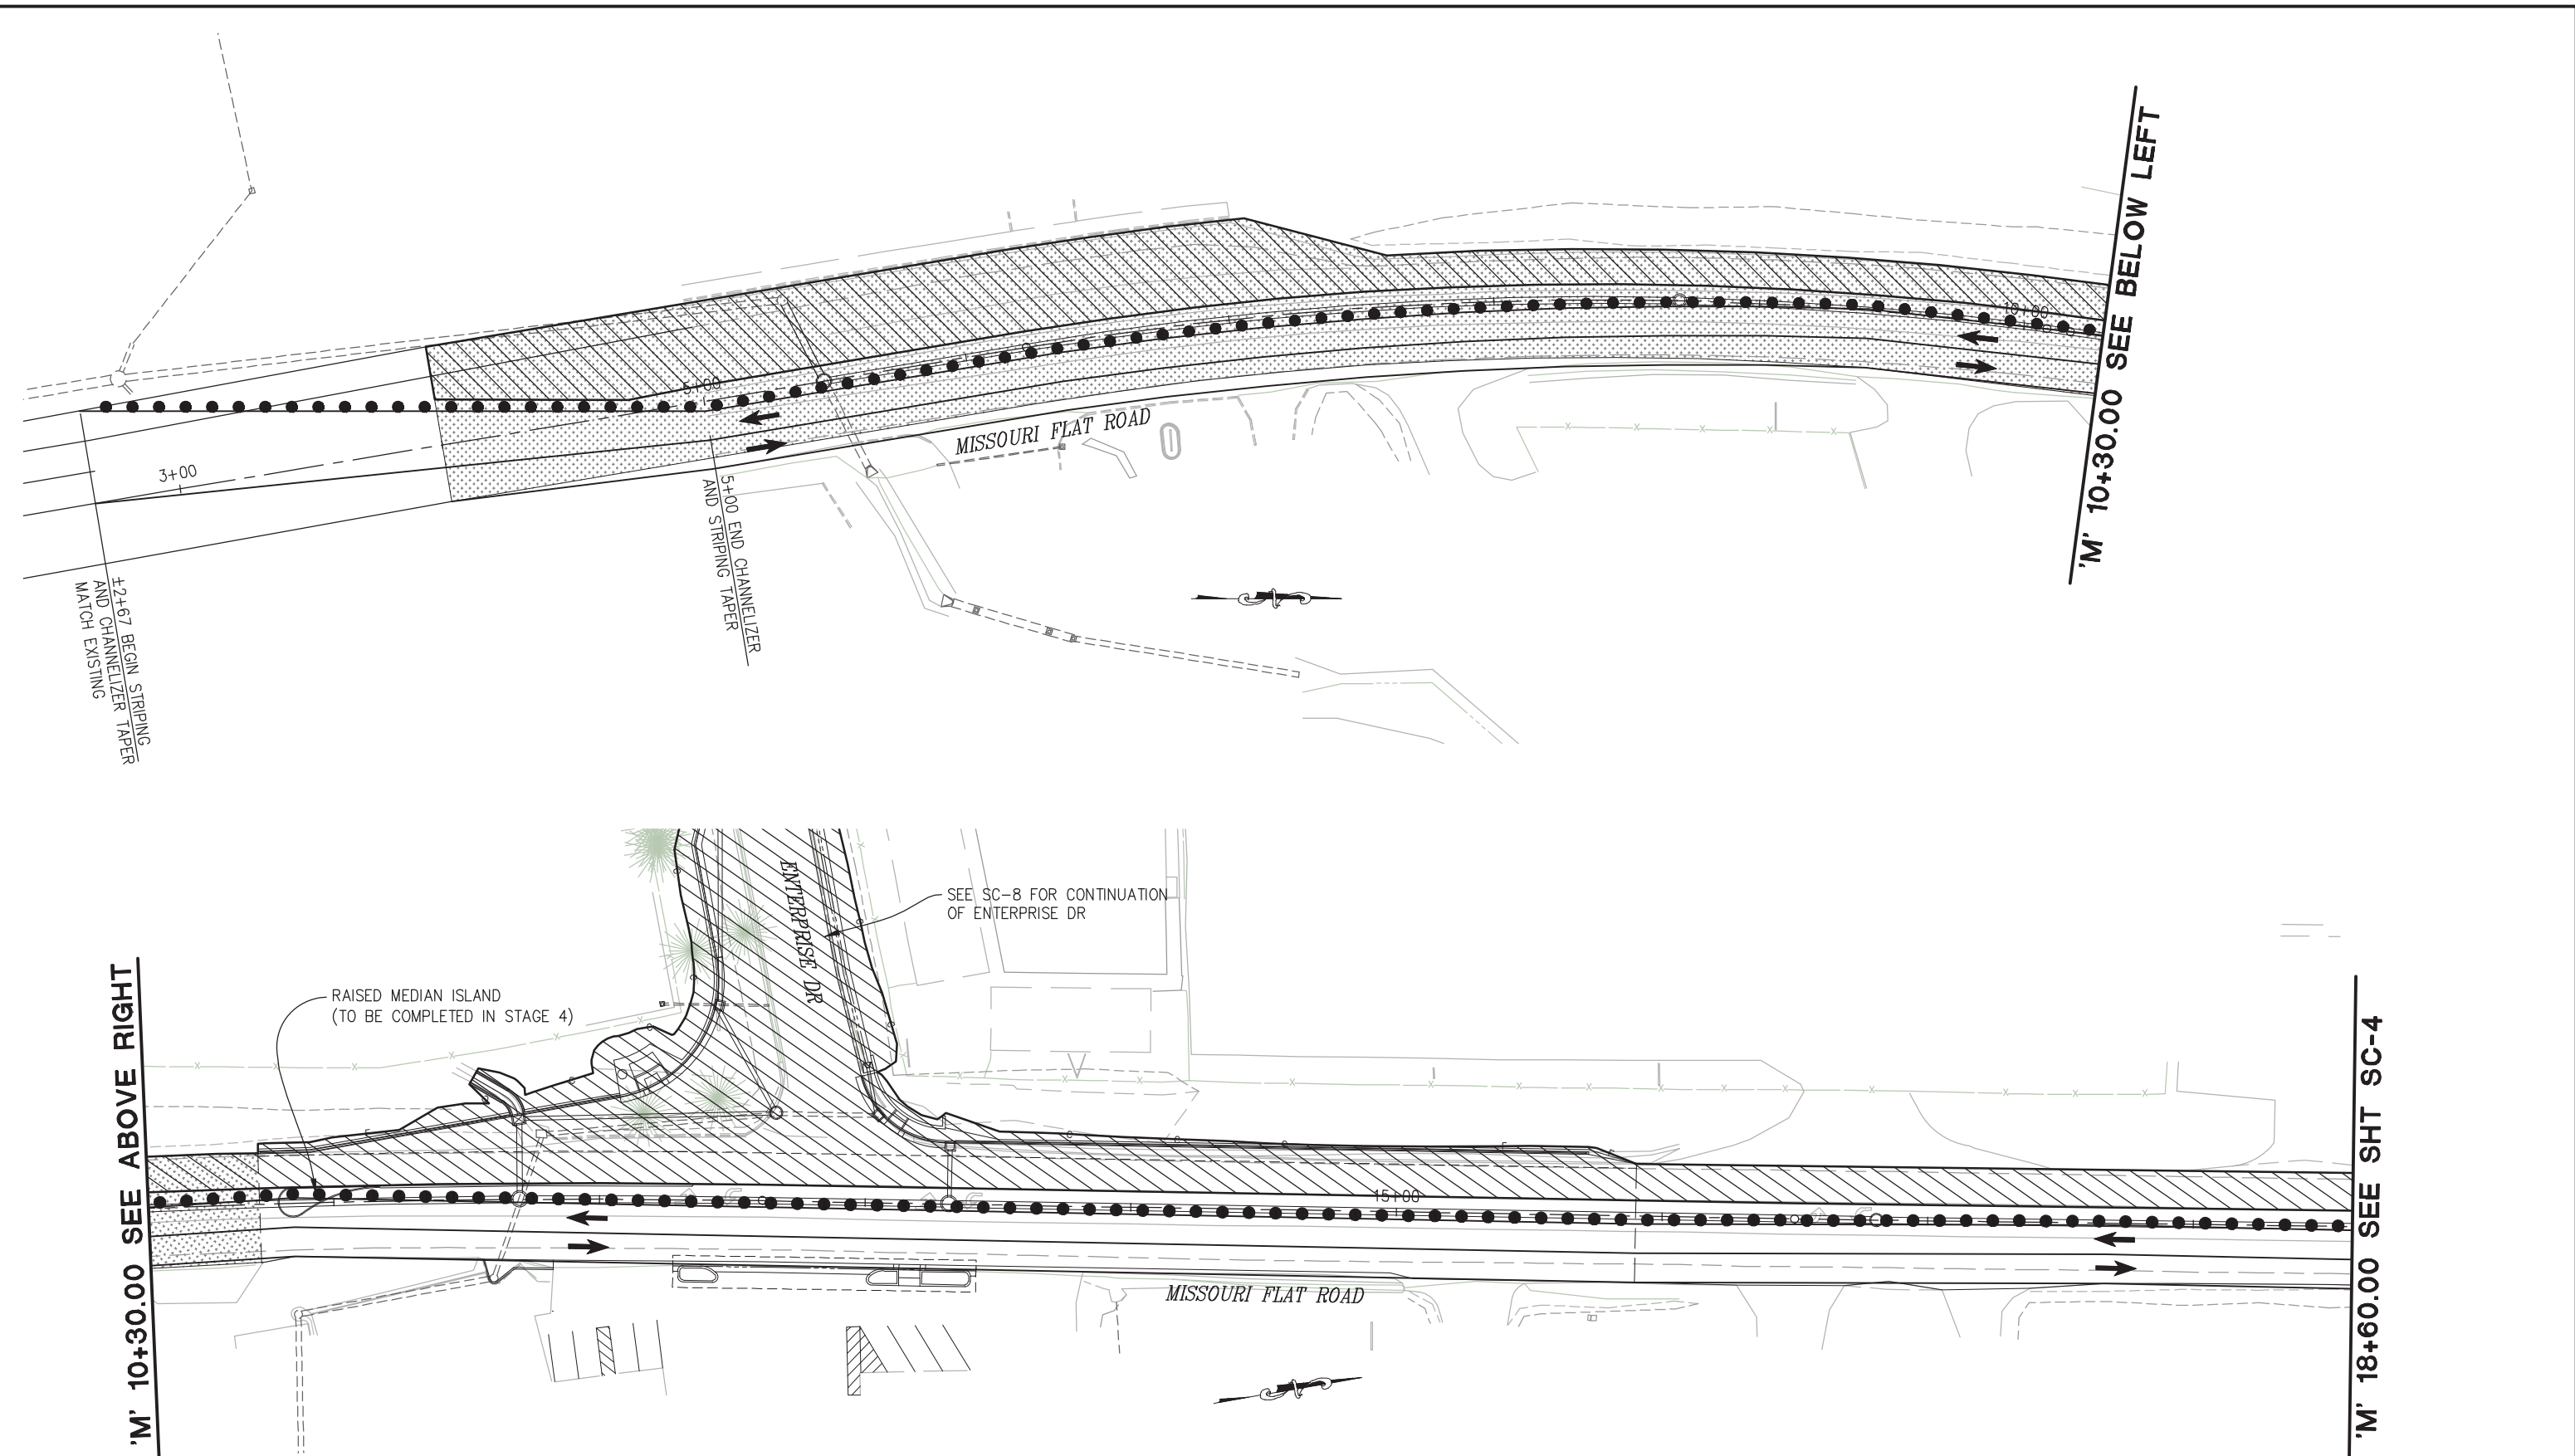 'M' 10+30.00 SEE BELOW LEFT
10+00
5+00
MISSOURI FLAT ROAD
3+00
5+00 END CHANNELIZER
AND STRIPING TAPER
±2+67 BEGIN STRIPING
AND CHANNELIZER TAPER
MATCH EXISTING
ENTERPRISE DR
SEE SC-8 FOR CONTINUATION
OF ENTERPRISE DR
RAISED MEDIAN ISLAND
(TO BE COMPLETED IN STAGE 4)
'M' 10+30.00 SEE ABOVE RIGHT
15+00
MISSOURI FLAT ROAD
'M' 18+60.00 SEE SHT SC-4